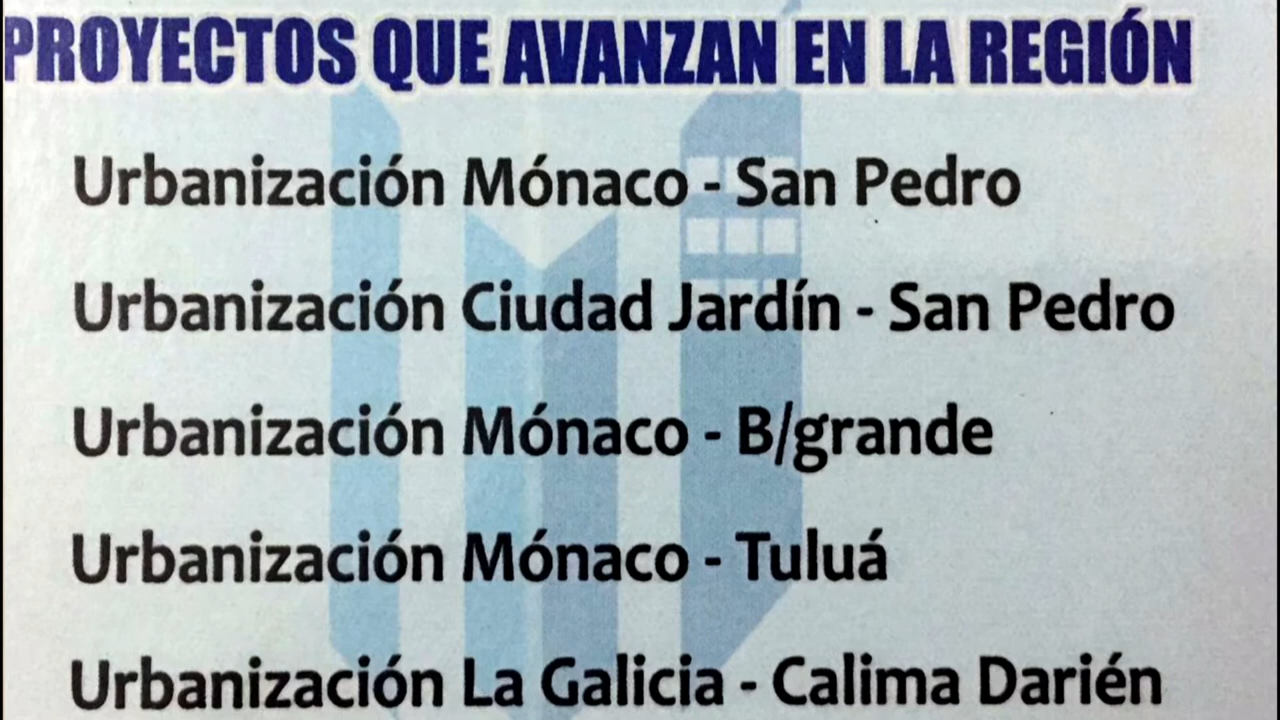 PROYECTOS QUE AVANZAN EN LA REGIÓN
Urbanización Mónaco - San Pedro
Urbanización Ciudad Jardín - San Pedro
Urbanización Mónaco - B/grande
Urbanización Mónaco - Tuluá
Urbanización La Galicia - Calima Darién